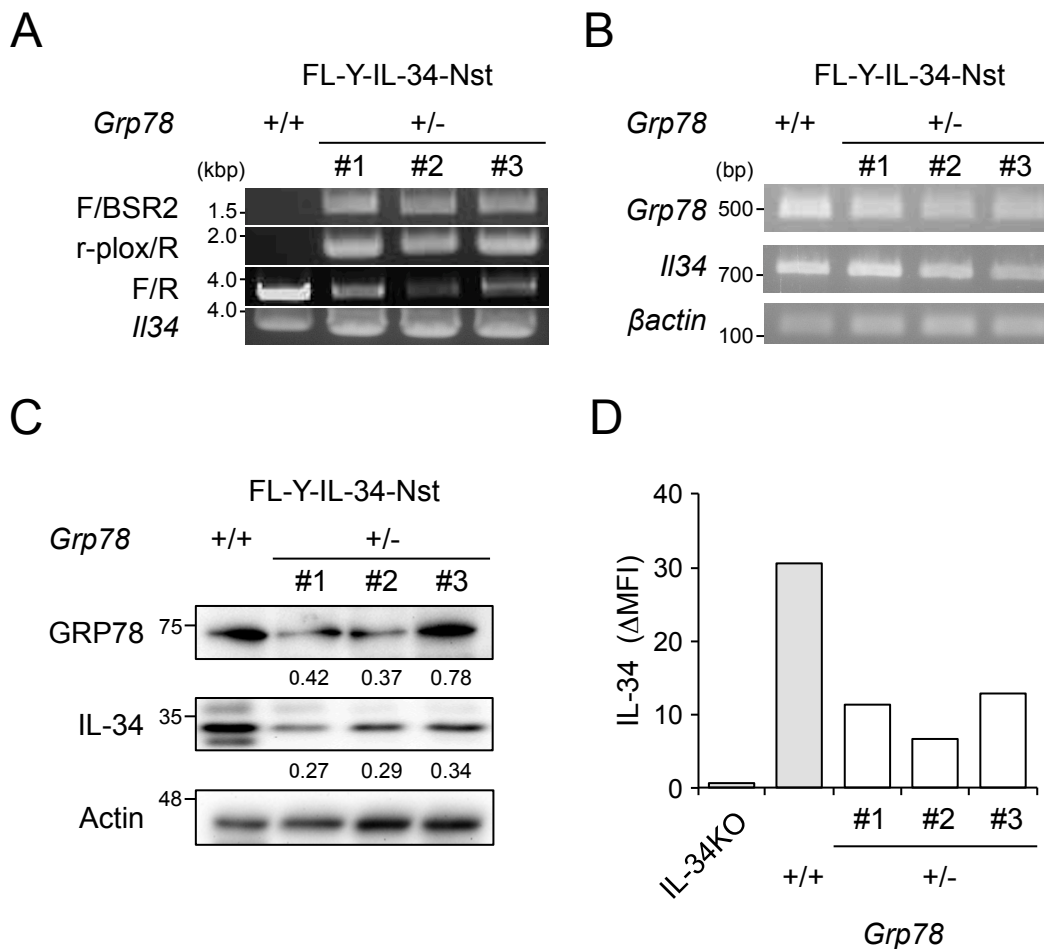 A
FL-Y-IL-34-Nst
Grp78 +/+ +/-
(kbp) #1 #2 #3
F/BSR2 1.5
r-plox/R 2.0
F/R 4.0
Il34 4.0
B
FL-Y-IL-34-Nst
Grp78 +/+ +/-
(bp) #1 #2 #3
Grp78 500
Il34 700
βactin 100
C
FL-Y-IL-34-Nst
Grp78 +/+ +/-
#1 #2 #3
GRP78 75
0.42 0.37 0.78
IL-34 35
0.27 0.29 0.34
Actin 48
D
IL-34 (ΔMFI)
40
30
20
10
0
IL-34KO +/+ #1 #2 #3
+/-
Grp78